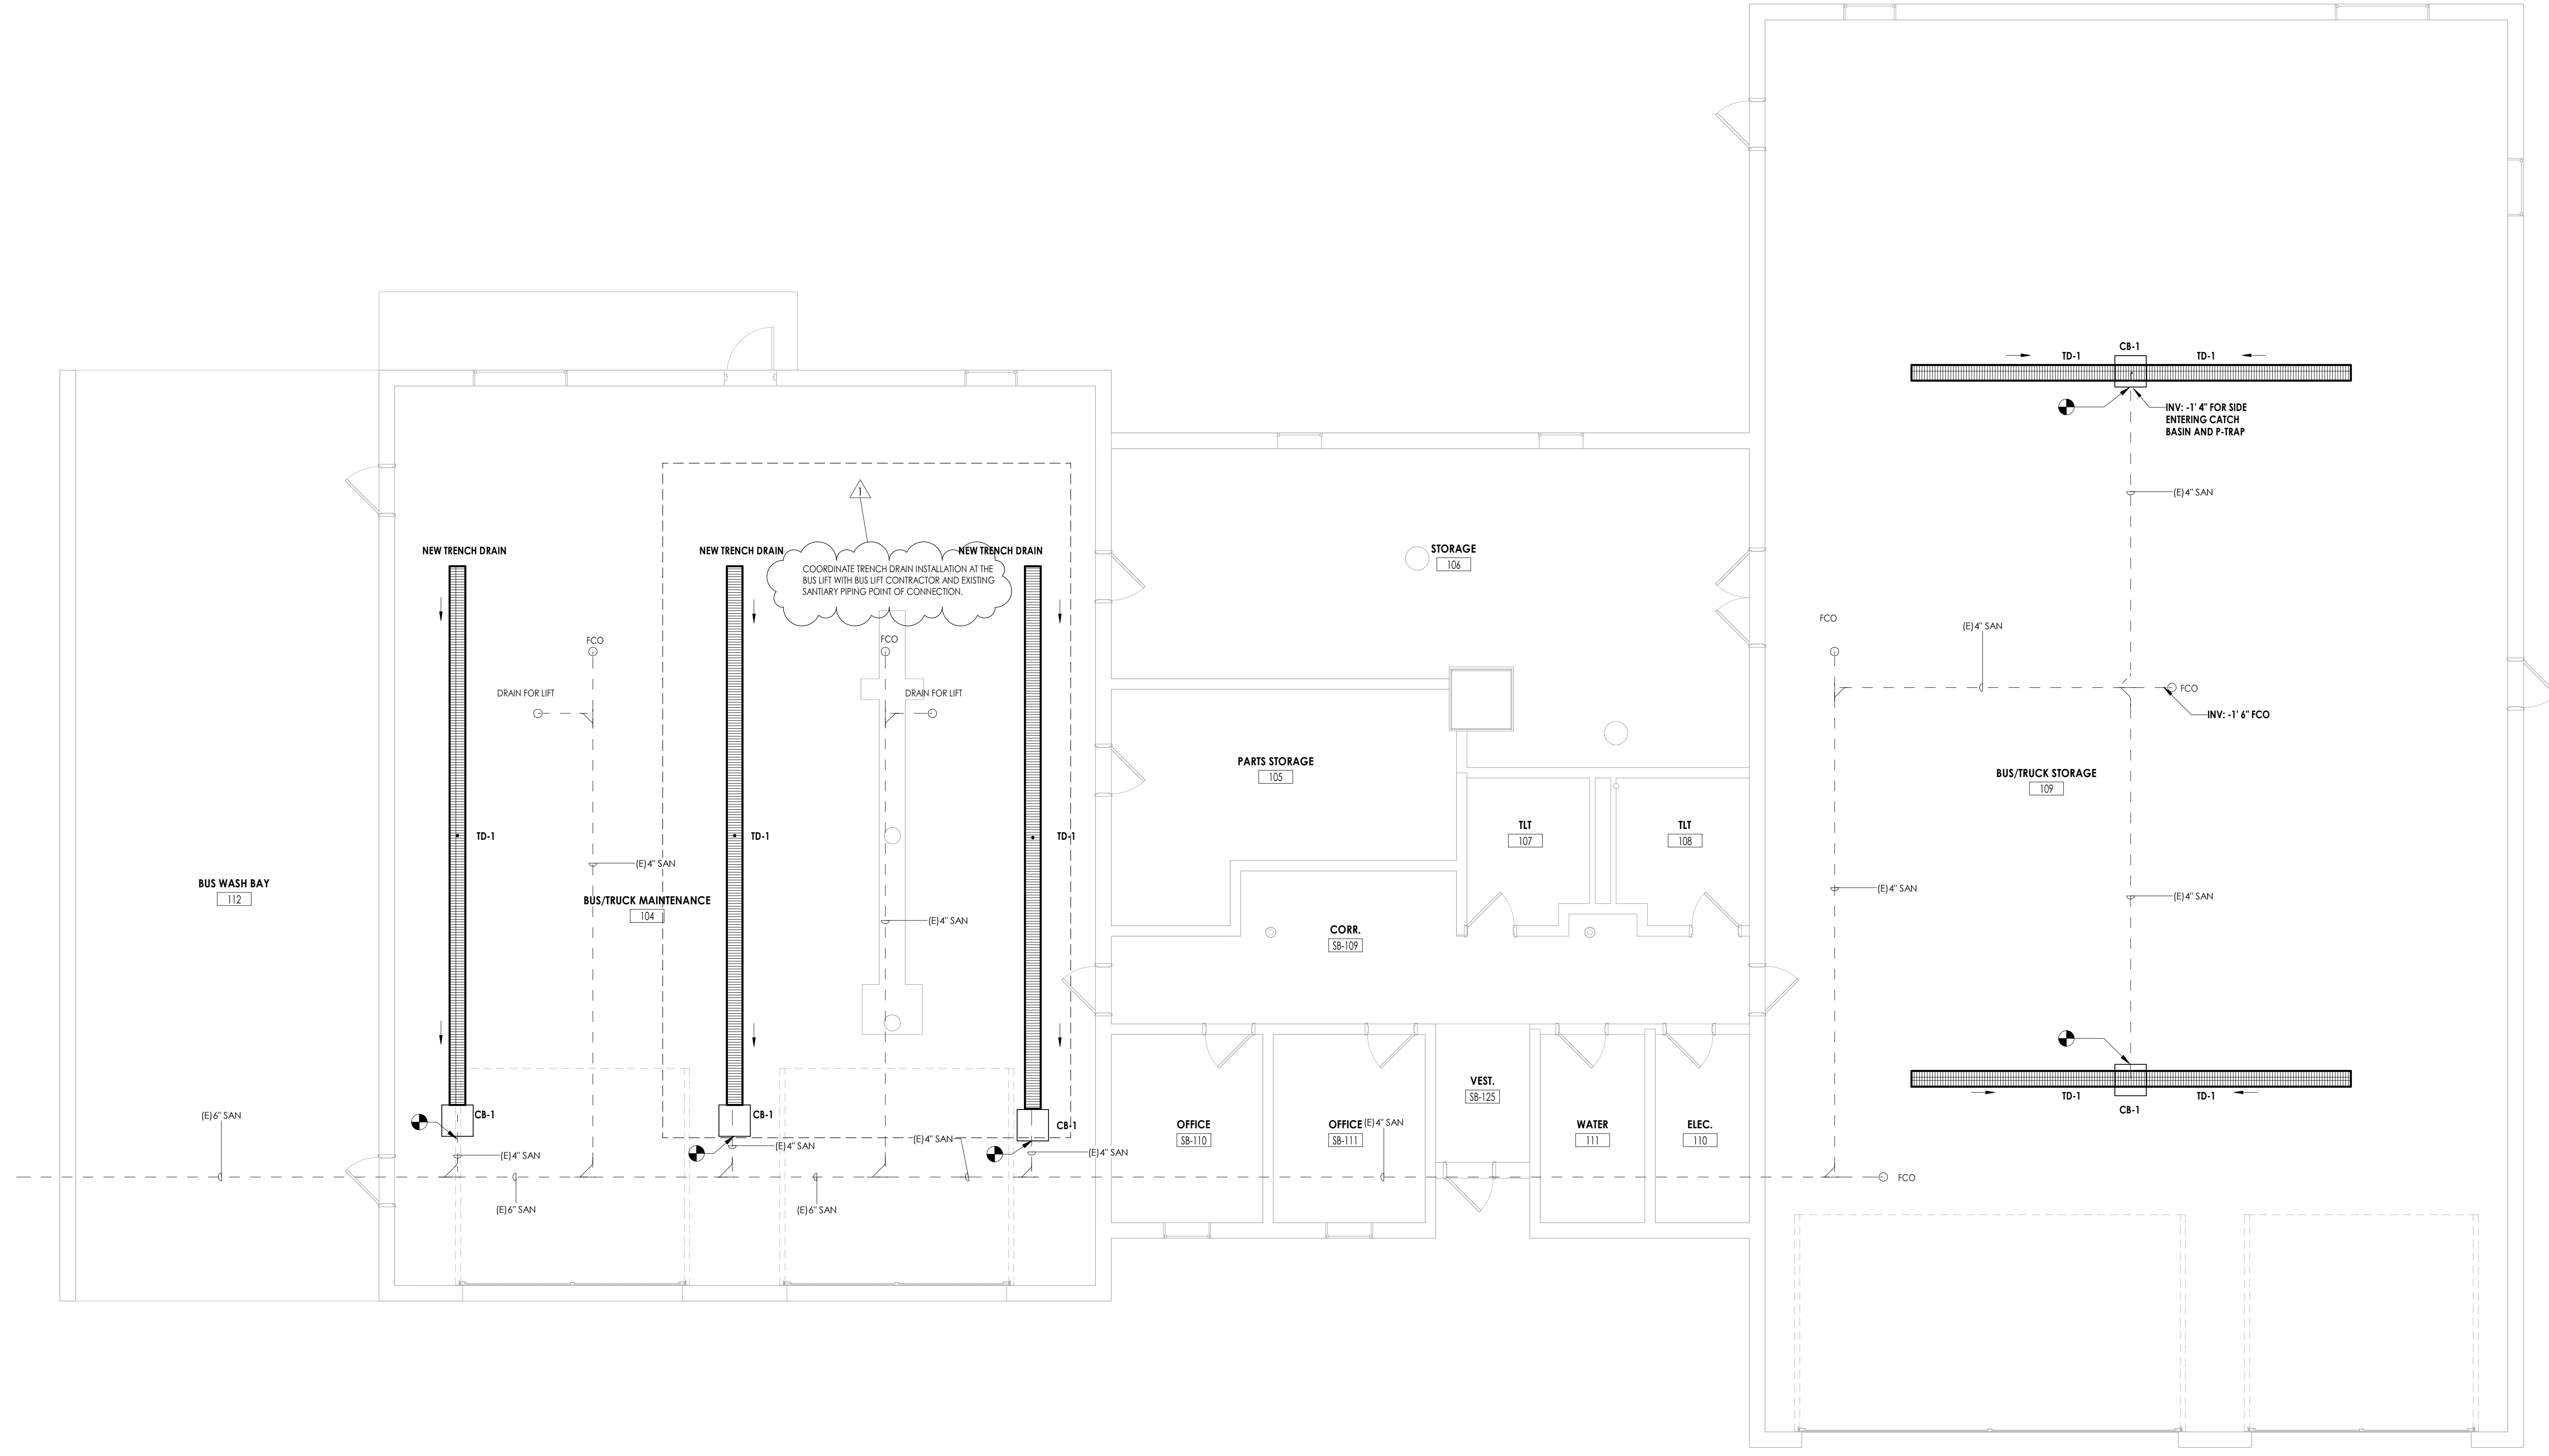 CB-1
TD-1
TD-1
INV: -1' 4" FOR SIDE
ENTERING CATCH
BASIN AND P-TRAP
(E)4" SAN
1
NEW TRENCH DRAIN
NEW TRENCH DRAIN
NEW TRENCH DRAIN
COORDINATE TRENCH DRAIN INSTALLATION AT THE
BUS LIFT WITH BUS LIFT CONTRACTOR AND EXISTING
SANTIARY PIPING POINT OF CONNECTION.
STORAGE
106
FCO
FCO
FCO
(E)4" SAN
DRAIN FOR LIFT
DRAIN FOR LIFT
FCO
INV: -1' 6" FCO
PARTS STORAGE
105
BUS/TRUCK STORAGE
109
TD-1
TD-1
TD-1
TLT
107
TLT
108
(E)4" SAN
BUS WASH BAY
112
BUS/TRUCK MAINTENANCE
104
(E)4" SAN
(E)4" SAN
(E)4" SAN
CORR.
SB-109
VEST.
SB-125
TD-1
TD-1
CB-1
(E)6" SAN
CB-1
CB-1
CB-1
OFFICE
SB-110
OFFICE
SB-111
(E)4" SAN
WATER
111
ELEC.
110
(E)4" SAN
(E)4" SAN
(E)4" SAN
(E)4" SAN
FCO
(E)6" SAN
(E)6" SAN